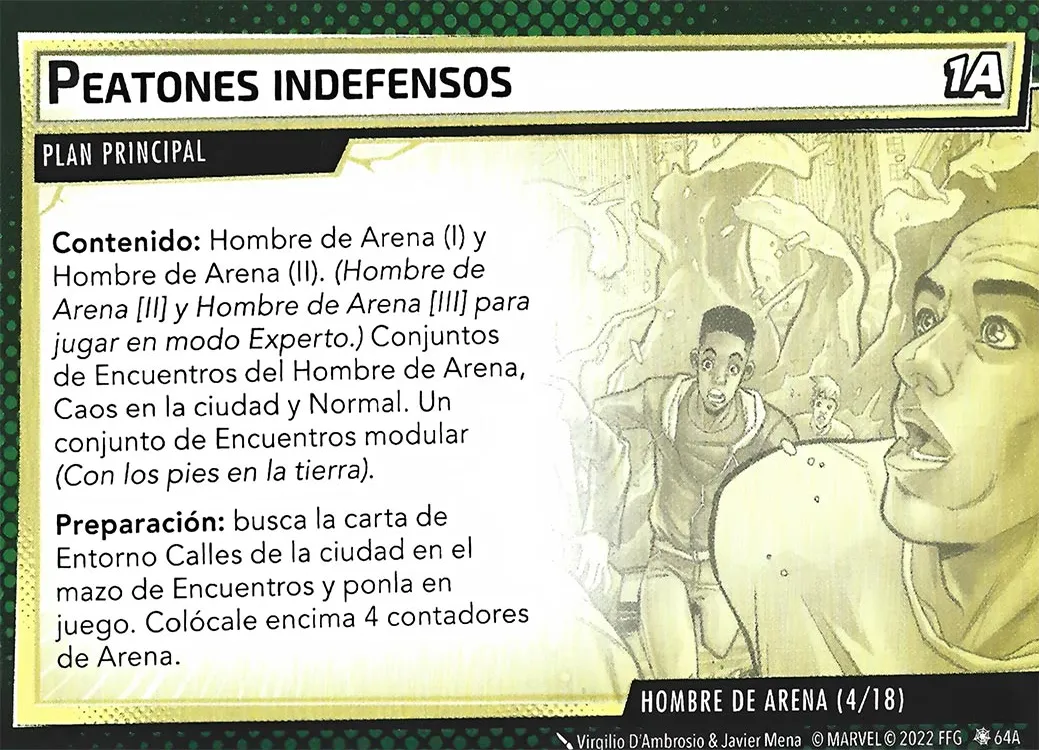 PEATONES INDEFENSOS
1A
PLAN PRINCIPAL
Contenido: Hombre de Arena (I) y
Hombre de Arena (II). (Hombre de
Arena [II] y Hombre de Arena [III] para
jugar en modo Experto.) Conjuntos
de Encuentros del Hombre de Arena,
Caos en la ciudad y Normal. Un
conjunto de Encuentros modular
(Con los pies en la tierra).
Preparación: busca la carta de
Entorno Calles de la ciudad en el
mazo de Encuentros y ponla en
juego. Colócale encima 4 contadores
de Arena.
HOMBRE DE ARENA (4/18)
Virgilio D'Ambrosio & Javier Mena © MARVEL © 2022 FFG 64A